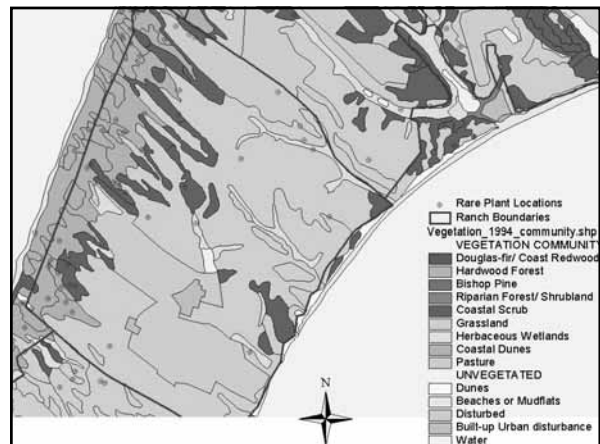 Rare Plant Locations
Ranch Boundaries
Vegetation_1994_community.shp
VEGETATION COMMUNITY
Douglas-fir/ Coast Redwood
Hardwood Forest
Bishop Pine
Riparian Forest/ Shrubland
Coastal Scrub
Grassland
Herbaceous Wetlands
Coastal Dunes
Pasture
UNVEGETATED
Dunes
Beaches or Mudflats
Disturbed
Built-up Urban disturbance
Water
N